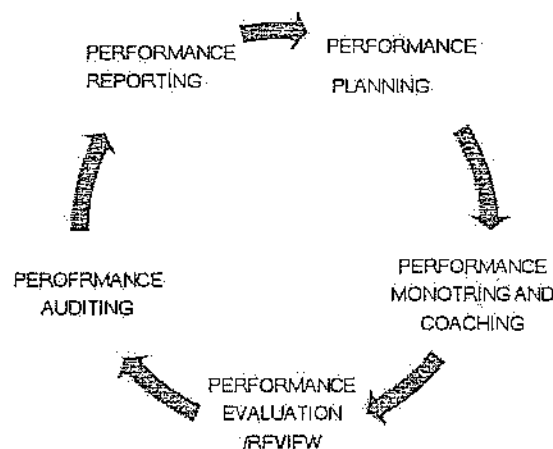 PERFORMANCE
REPORTING
PERFORMANCE
PLANNING
PERFORMANCE
MONOTRING AND
COACHING
PERFORMANCE
EVALUATION
/REVIEW
PEROFRMANCE
AUDITING